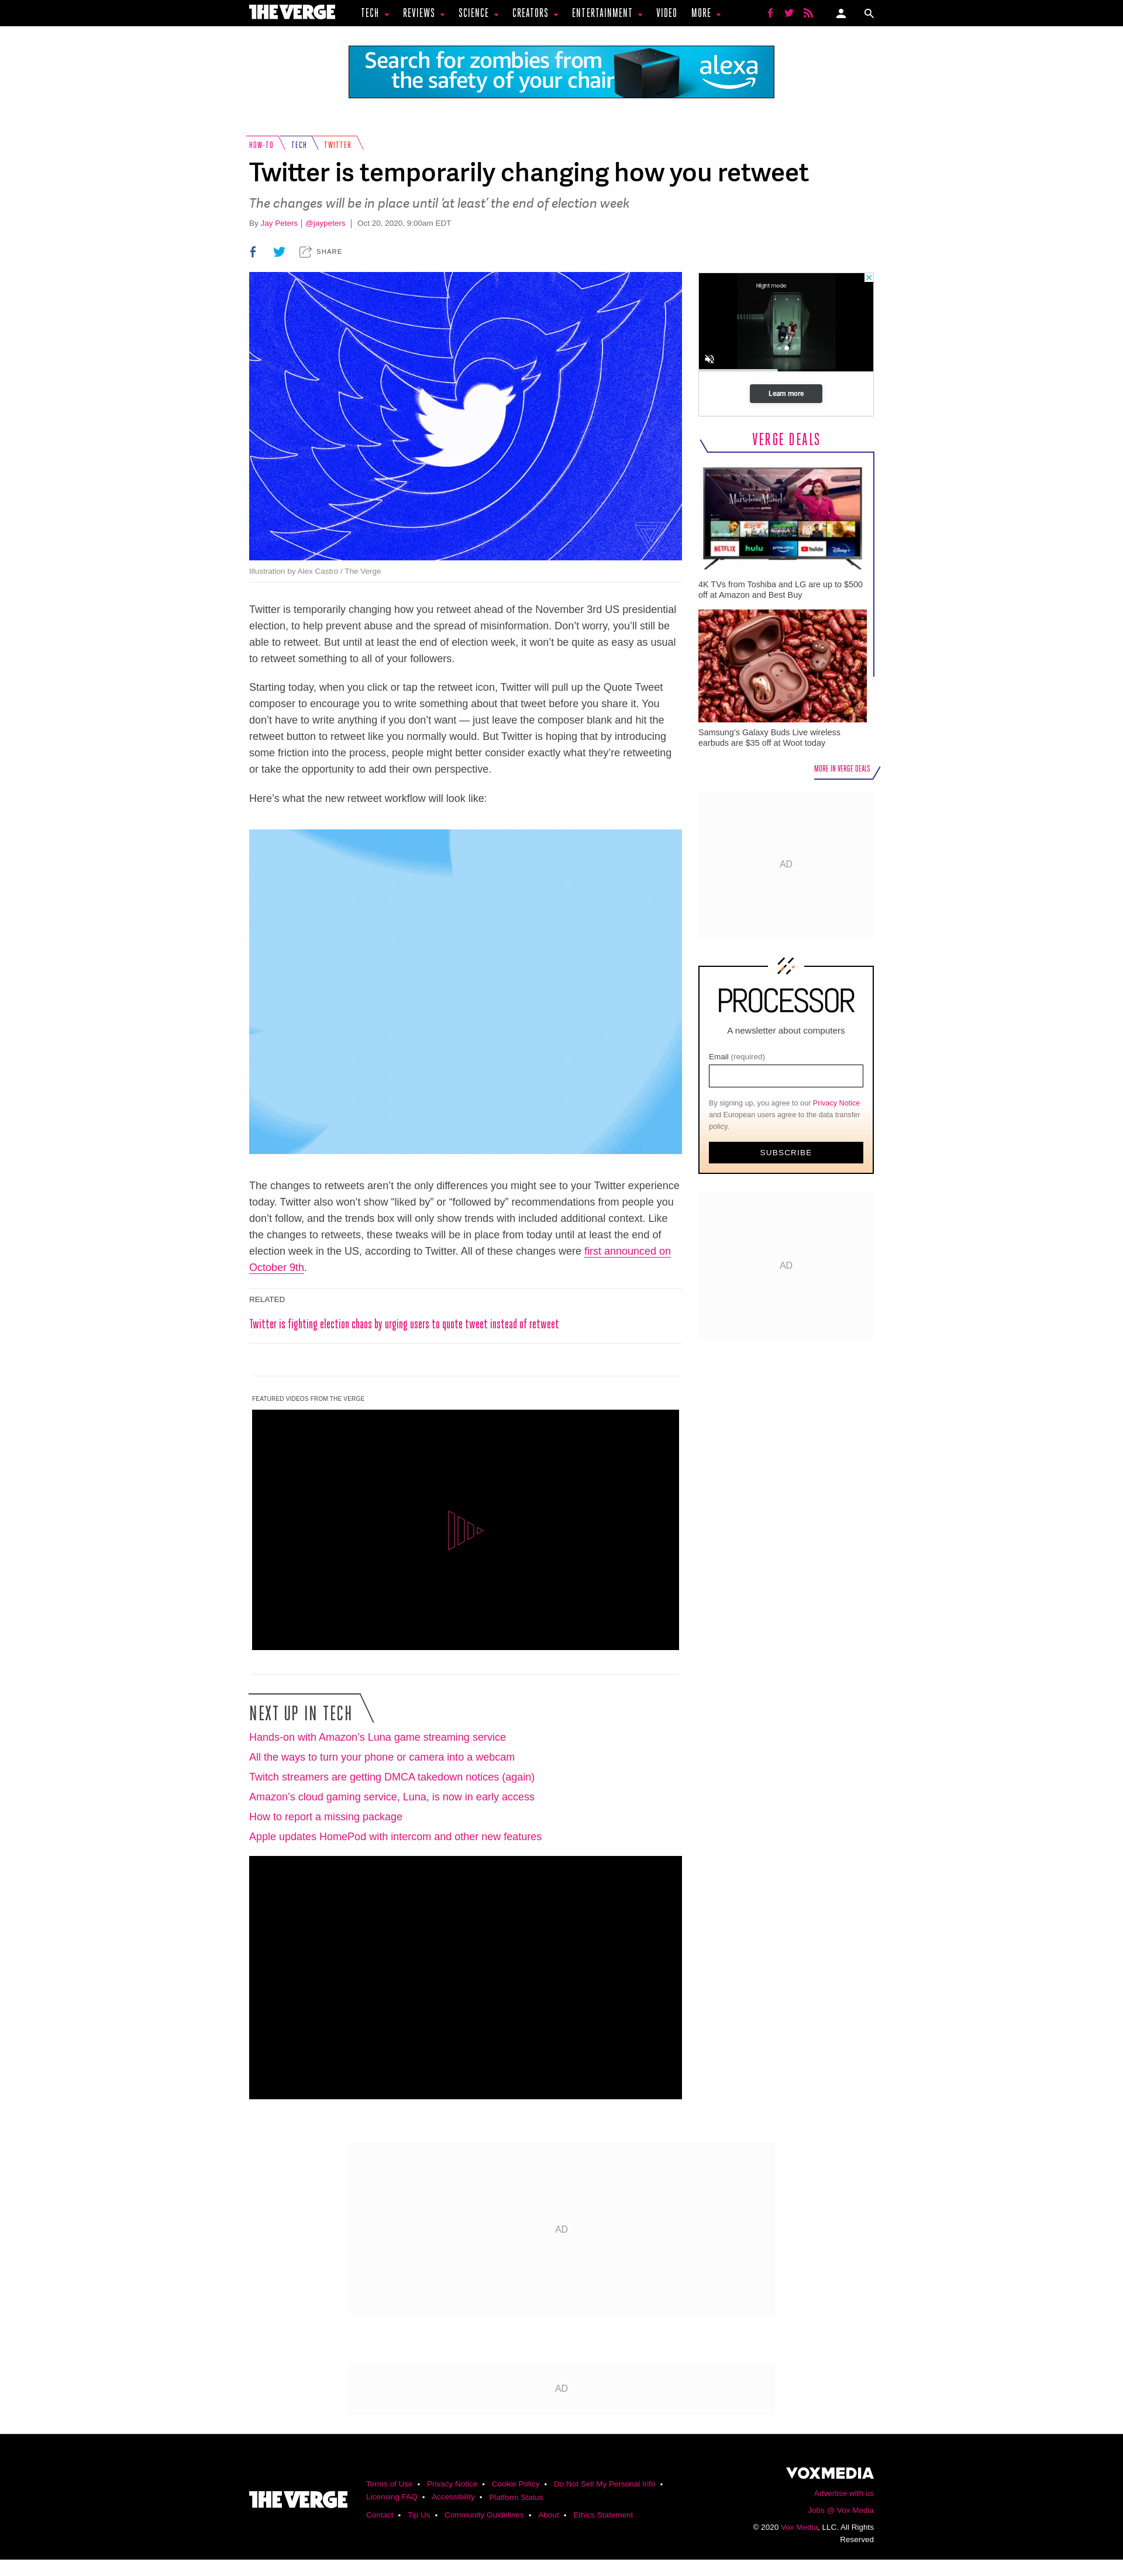 THE VERGE
TECH
REVIEWS
SCIENCE
CREATORS
ENTERTAINMENT
VIDEO
MORE
Search for zombies from
the safety of your chair
alexa
HOW-TO
TECH
TWITTER
Twitter is temporarily changing how you retweet
The changes will be in place until ‘at least’ the end of election week
By Jay Peters | @jaypeters | Oct 20, 2020, 9:00am EDT
SHARE
Illustration by Alex Castro / The Verge
Twitter is temporarily changing how you retweet ahead of the November 3rd US presidential
election, to help prevent abuse and the spread of misinformation. Don’t worry, you’ll still be
able to retweet. But until at least the end of election week, it won’t be quite as easy as usual
to retweet something to all of your followers.
Starting today, when you click or tap the retweet icon, Twitter will pull up the Quote Tweet
composer to encourage you to write something about that tweet before you share it. You
don’t have to write anything if you don’t want — just leave the composer blank and hit the
retweet button to retweet like you normally would. But Twitter is hoping that by introducing
some friction into the process, people might better consider exactly what they’re retweeting
or take the opportunity to add their own perspective.
Here’s what the new retweet workflow will look like:
The changes to retweets aren’t the only differences you might see to your Twitter experience
today. Twitter also won’t show “liked by” or “followed by” recommendations from people you
don’t follow, and the trends box will only show trends with included additional context. Like
the changes to retweets, these tweaks will be in place from today until at least the end of
election week in the US, according to Twitter. All of these changes were first announced on
October 9th.
RELATED
Twitter is fighting election chaos by urging users to quote tweet instead of retweet
FEATURED VIDEOS FROM THE VERGE
NEXT UP IN TECH
Hands-on with Amazon’s Luna game streaming service
All the ways to turn your phone or camera into a webcam
Twitch streamers are getting DMCA takedown notices (again)
Amazon’s cloud gaming service, Luna, is now in early access
How to report a missing package
Apple updates HomePod with intercom and other new features
Night mode
Learn more
VERGE DEALS
Marvelous Maisel
NETFLIX
hulu
prime video
YouTube
Disney+
4K TVs from Toshiba and LG are up to $500
off at Amazon and Best Buy
Samsung’s Galaxy Buds Live wireless
earbuds are $35 off at Woot today
MORE IN VERGE DEALS
AD
PROCESSOR
A newsletter about computers
Email (required)
By signing up, you agree to our Privacy Notice
and European users agree to the data transfer
policy.
SUBSCRIBE
AD
AD
AD
THE VERGE
Terms of Use • Privacy Notice • Cookie Policy • Do Not Sell My Personal Info •
Licensing FAQ • Accessibility • Platform Status
Contact • Tip Us • Community Guidelines • About • Ethics Statement
VOXMEDIA
Advertise with us
Jobs @ Vox Media
© 2020 Vox Media, LLC. All Rights
Reserved